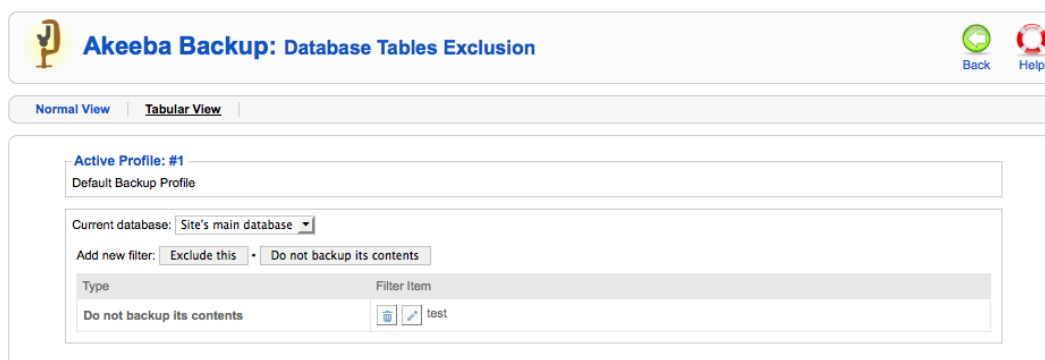 Akeeba Backup: Database Tables Exclusion
Back
Help
Normal View
Tabular View
Active Profile: #1
Default Backup Profile
Current database: Site's main database
Add new filter: Exclude this • Do not backup its contents
Type Filter Item
Do not backup its contents test